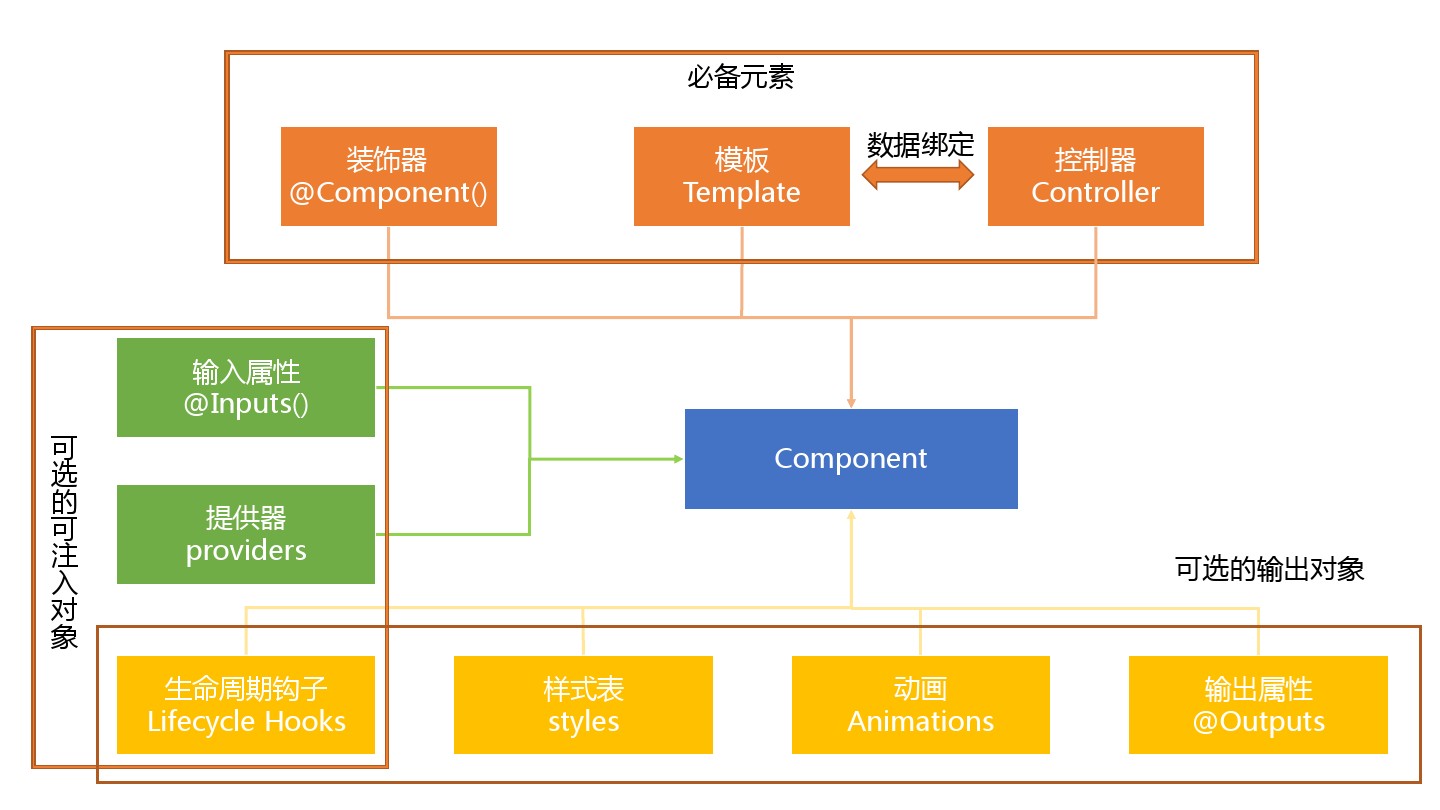 必备元素
装饰器
@Component()
模板
Template
数据绑定
控制器
Controller
可选的可注入对象
输入属性
@Inputs()
提供器
providers
Component
可选的输出对象
生命周期钩子
Lifecycle Hooks
样式表
styles
动画
Animations
输出属性
@Outputs